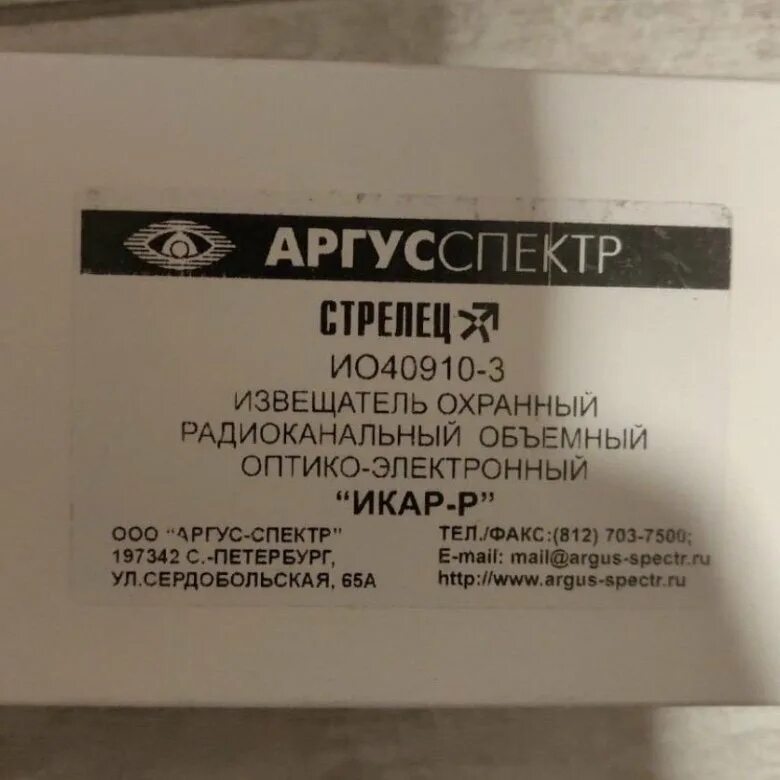 АРГУССПЕКТР
СТРЕЛЕЦ
ИО40910-3
ИЗВЕЩАТЕЛЬ ОХРАННЫЙ
РАДИОКАНАЛЬНЫЙ ОБЪЕМНЫЙ
ОПТИКО-ЭЛЕКТРОННЫЙ
"ИКАР-Р"
ООО "АРГУС-СПЕКТР"
197342 С.-ПЕТЕРБУРГ,
УЛ.СЕРДОБОЛЬСКАЯ, 65А
ТЕЛ./ФАКС:(812) 703-7500;
E-mail: mail@argus-spectr.ru
http://www.argus-spectr.ru